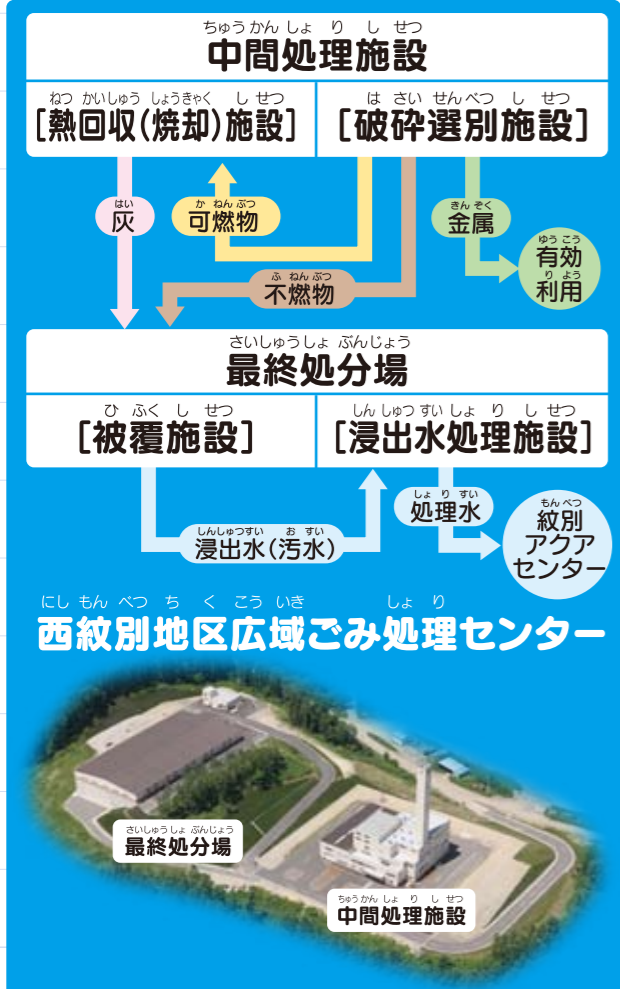 ちゅうかんしょりしせつ
中間処理施設
ねつかいしゅうしょうきゃくしせつ
[熱回収(焼却)施設]
はさいせんべつしせつ
[破砕選別施設]
はい
灰
かねんぶつ
可燃物
きんぞく
金属
ゆうこう
有効
りよう
利用
ふねんぶつ
不燃物
さいしゅうしょぶんじょう
最終処分場
ひふくしせつ
[被覆施設]
しんしゅつすいしょりしせつ
[浸出水処理施設]
しょりすい
処理水
もんべつ
紋別
アクア
センター
しんしゅつすい おすい
浸出水(汚水)
にしもんべつちくこういき しょり
西紋別地区広域ごみ処理センター
さいしゅうしょぶんじょう
最終処分場
ちゅうかんしょりしせつ
中間処理施設